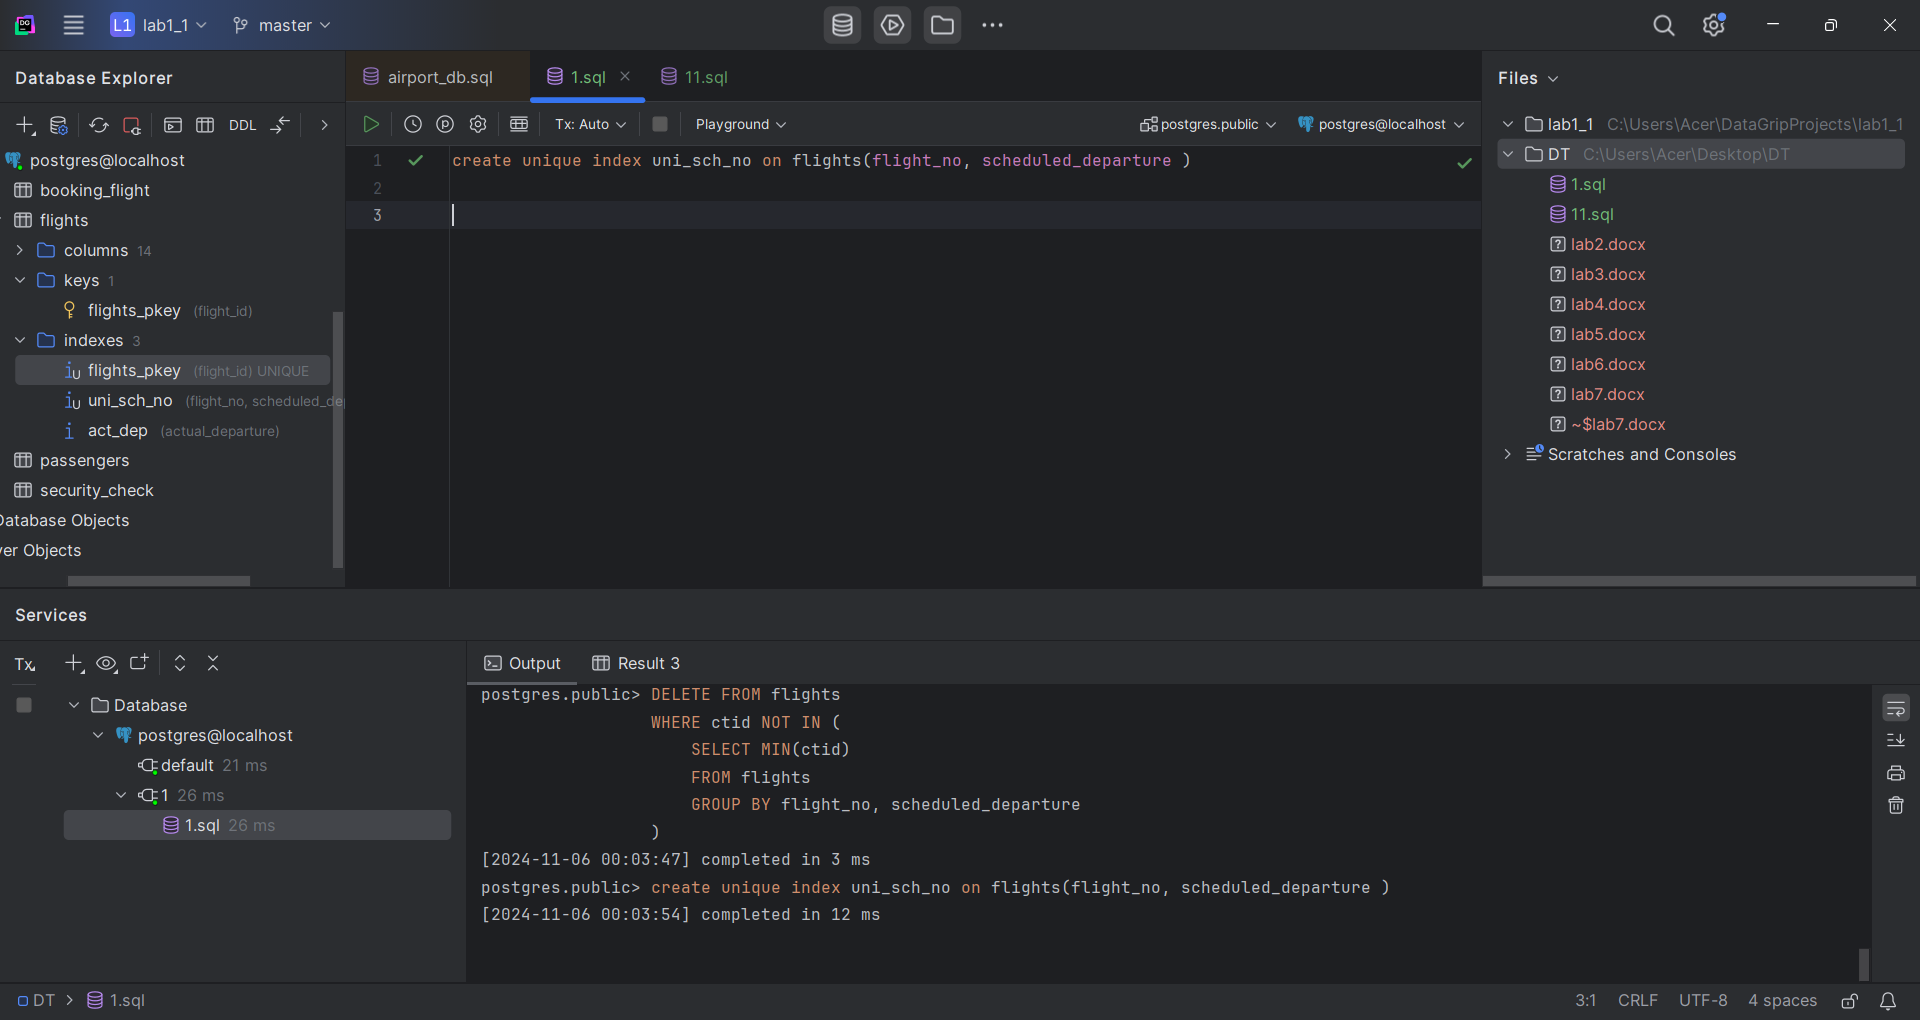 L1 lab1_1 master
Database Explorer
DDL
postgres@localhost
booking_flight
flights
columns 14
keys 1
flights_pkey (flight_id)
indexes 3
flights_pkey (flight_id) UNIQUE
uni_sch_no (flight_no, scheduled_de
act_dep (actual_departure)
passengers
security_check
Database Objects
ver Objects
airport_db.sql 1.sql 11.sql
Tx: Auto Playground postgres.public postgres@localhost
1 create unique index uni_sch_no on flights(flight_no, scheduled_departure )
2
3
Files
lab1_1 C:\Users\Acer\DataGripProjects\lab1_1
DT C:\Users\Acer\Desktop\DT
1.sql
11.sql
lab2.docx
lab3.docx
lab4.docx
lab5.docx
lab6.docx
lab7.docx
~$lab7.docx
Scratches and Consoles
Services
Tx
Database
postgres@localhost
default 21 ms
1 26 ms
1.sql 26 ms
Output Result 3
postgres.public> DELETE FROM flights
WHERE ctid NOT IN (
SELECT MIN(ctid)
FROM flights
GROUP BY flight_no, scheduled_departure
)
[2024-11-06 00:03:47] completed in 3 ms
postgres.public> create unique index uni_sch_no on flights(flight_no, scheduled_departure )
[2024-11-06 00:03:54] completed in 12 ms
DT > 1.sql
3:1 CRLF UTF-8 4 spaces